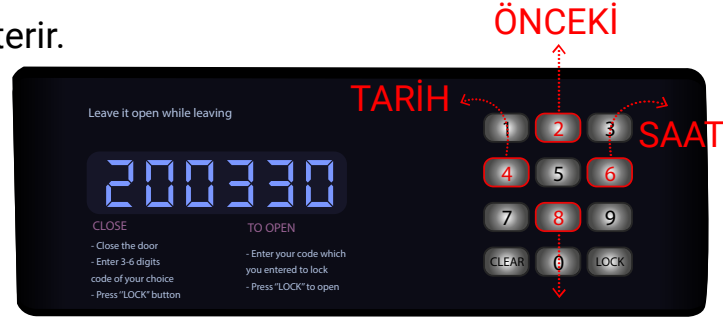 ÖNCEKİ
terir.
TARİH
Leave it open while leaving
1 2 3
SAAT
200330
4 5 6
CLOSE
TO OPEN
7 8 9
- Close the door
- Enter 3-6 digits
code of your choice
- Press "LOCK" button
- Enter your code which
you entered to lock
- Press "LOCK" to open
CLEAR 0 LOCK